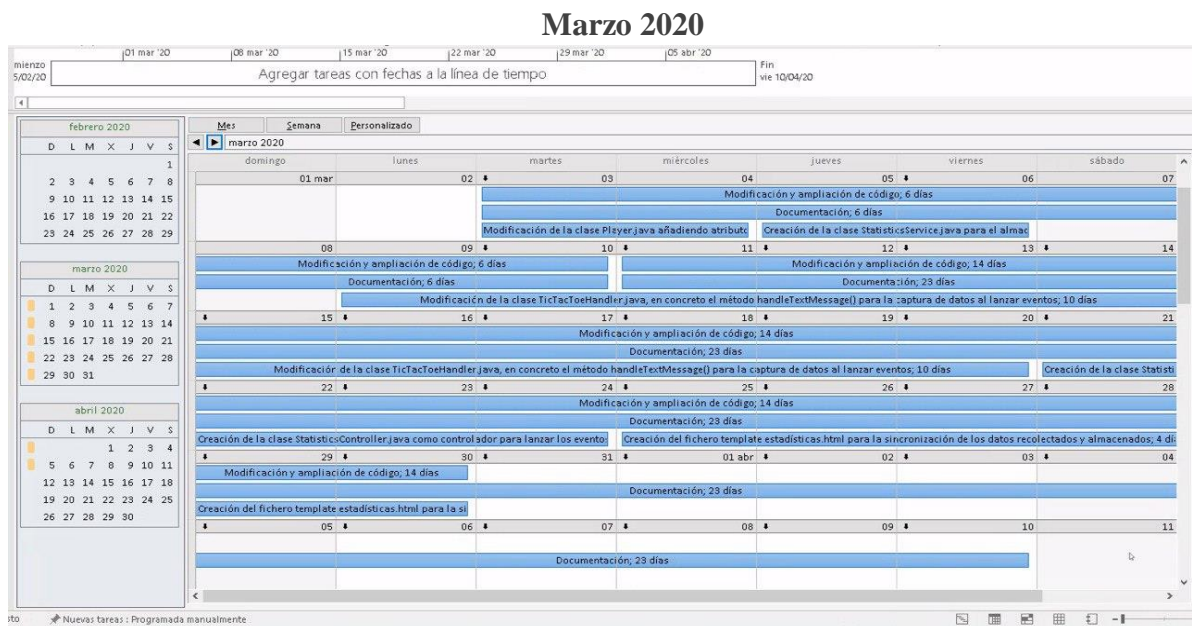 Marzo 2020
01 mar '20 08 mar '20 15 mar '20 22 mar '20 29 mar '20 05 abr '20
mienzo
5/02/20
Agregar tareas con fechas a la línea de tiempo
Fin
vie 10/04/20
febrero 2020
D L M X J V S
1
2 3 4 5 6 7 8
9 10 11 12 13 14 15
16 17 18 19 20 21 22
23 24 25 26 27 28 29
marzo 2020
D L M X J V S
1 2 3 4 5 6 7
8 9 10 11 12 13 14
15 16 17 18 19 20 21
22 23 24 25 26 27 28
29 30 31
abril 2020
D L M X J V S
1 2 3 4
5 6 7 8 9 10 11
12 13 14 15 16 17 18
19 20 21 22 23 24 25
26 27 28 29 30
Mes Semana Personalizado
marzo 2020
domingo lunes martes miércoles jueves viernes sábado
01 mar 02 03 04 05 06 07
Modificación y ampliación de código; 6 días
Documentación; 6 días
Modificación de la clase Player.java añadiendo atributo Creación de la clase StatisticsService.java para el almac
08 09 10 11 12 13 14
Modificación y ampliación de código; 6 días Modificación y ampliación de código; 14 días
Documentación; 6 días Documentación; 23 días
Modificación de la clase TicTacToeHandler.java, en concreto el método handleTextMessage() para la captura de datos al lanzar eventos; 10 días
15 16 17 18 19 20 21
Modificación y ampliación de código; 14 días
Documentación; 23 días
Modificación de la clase TicTacToeHandler.java, en concreto el método handleTextMessage() para la captura de datos al lanzar eventos; 10 días Creación de la clase Statisti
22 23 24 25 26 27 28
Modificación y ampliación de código; 14 días
Documentación; 23 días
Creación de la clase StatisticsController.java como controlador para lanzar los evento Creación del fichero template estadísticas.html para la sincronización de los datos recolectados y almacenados; 4 dí
29 30 31 01 abr 02 03 04
Modificación y ampliación de código; 14 días
Documentación; 23 días
Creación del fichero template estadísticas.html para la si
05 06 07 08 09 10 11
Documentación; 23 días
sto Nuevas tareas : Programada manualmente